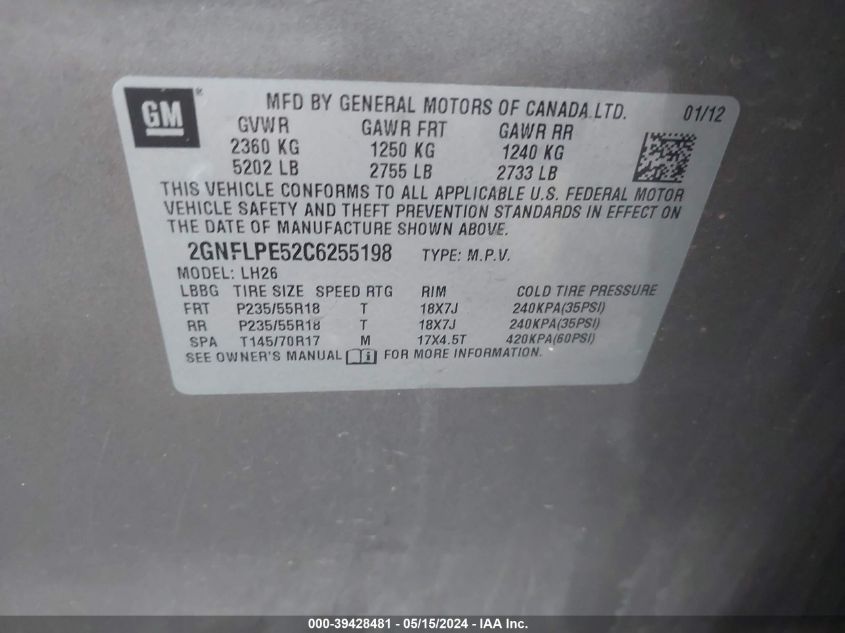 GM ®
MFD BY GENERAL MOTORS OF CANADA LTD. 01/12
GVWR GAWR FRT GAWR RR
2360 KG 1250 KG 1240 KG
5202 LB 2755 LB 2733 LB
THIS VEHICLE CONFORMS TO ALL APPLICABLE U.S. FEDERAL MOTOR
VEHICLE SAFETY AND THEFT PREVENTION STANDARDS IN EFFECT ON
THE DATE OF MANUFACTURE SHOWN ABOVE.
2GNFLPE52C6255198 TYPE: M.P.V.
MODEL: LH26
LBBG TIRE SIZE SPEED RTG RIM COLD TIRE PRESSURE
FRT P235/55R18 T 18X7J 240KPA(35PSI)
RR P235/55R18 T 18X7J 240KPA(35PSI)
SPA T145/70R17 M 17X4.5T 420KPA(60PSI)
SEE OWNER'S MANUAL FOR MORE INFORMATION.
000-39428481 - 05/15/2024 - IAA Inc.